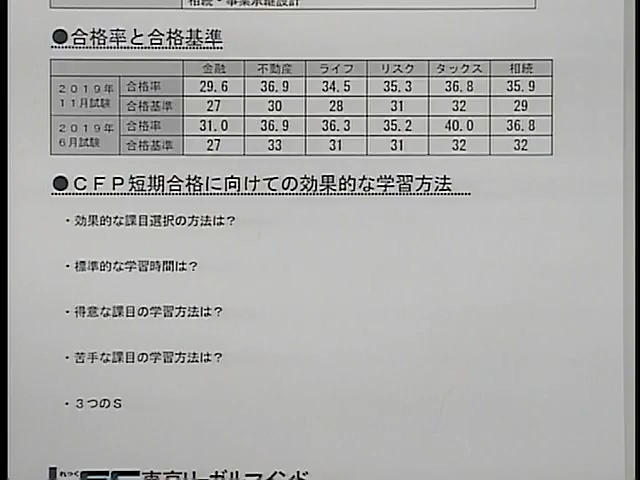 相続・事業承継設計
●合格率と合格基準
金融 不動産 ライフ リスク タックス 相続
2019年11月試験 合格率 29.6 36.9 34.5 35.3 36.8 35.9
合格基準 27 30 28 31 32 29
2019年6月試験 合格率 31.0 36.9 36.3 35.2 40.0 36.8
合格基準 27 33 31 31 32 32
●CFP短期合格に向けての効果的な学習方法
・効果的な課目選択の方法は?
・標準的な学習時間は?
・得意な課目の学習方法は?
・苦手な課目の学習方法は?
・3つのS
れっく LEC東京リーガルマインド